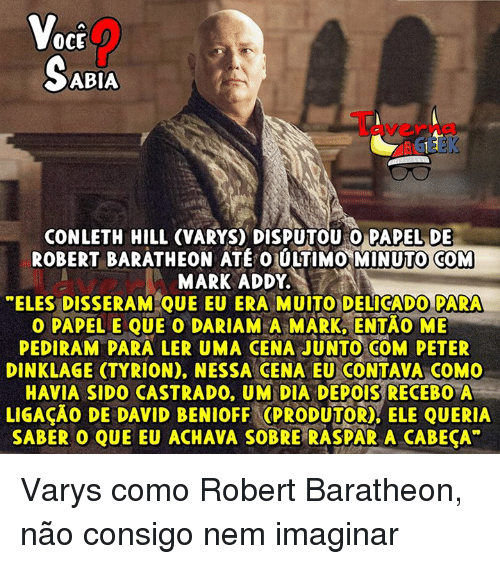 VOCÊ ?
SABIA
Taverna
GEEK
CONLETH HILL (VARYS) DISPUTOU O PAPEL DE
ROBERT BARATHEON ATÉ O ÚLTIMO MINUTO COM
MARK ADDY.
"ELES DISSERAM QUE EU ERA MUITO DELICADO PARA
O PAPEL E QUE O DARIAM A MARK, ENTÃO ME
PEDIRAM PARA LER UMA CENA JUNTO COM PETER
DINKLAGE (TYRION), NESSA CENA EU CONTAVA COMO
HAVIA SIDO CASTRADO, UM DIA DEPOIS RECEBO A
LIGAÇÃO DE DAVID BENIOFF (PRODUTOR), ELE QUERIA
SABER O QUE EU ACHAVA SOBRE RASPAR A CABEÇA"
Varys como Robert Baratheon,
não consigo nem imaginar